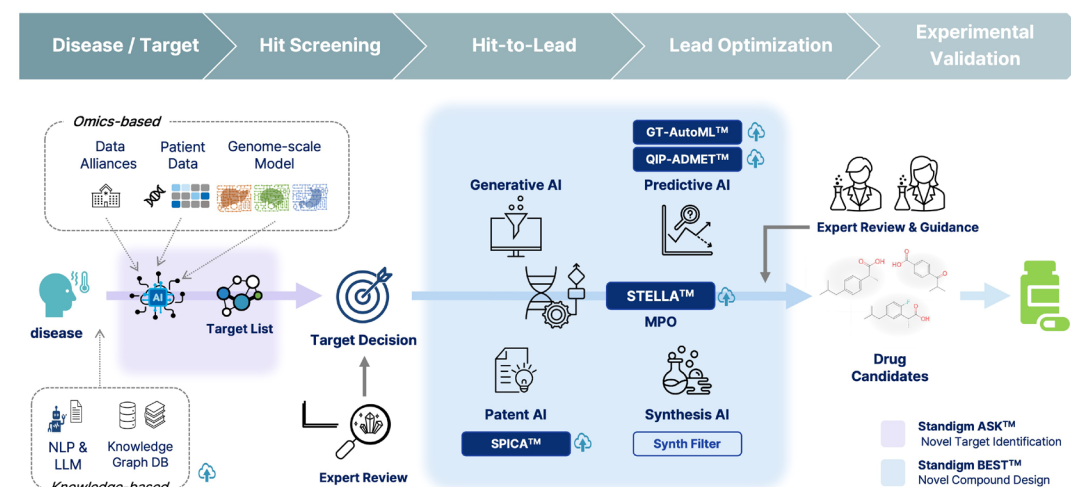 Disease / Target
Hit Screening
Hit-to-Lead
Lead Optimization
Experimental
Validation
Omics-based
Data
Alliances
Patient
Data
Genome-scale
Model
AI
disease
Target List
Target Decision
NLP &
LLM
Knowledge
Graph DB
Knowledge-based
Expert Review
Generative AI
GT-AutoML™
QIP-ADMET™
Predictive AI
STELLA™
MPO
Patent AI
SPICA™
Synthesis AI
Synth Filter
Expert Review & Guidance
Drug
Candidates
Standigm ASK™
Novel Target Identification
Standigm BEST™
Novel Compound Design